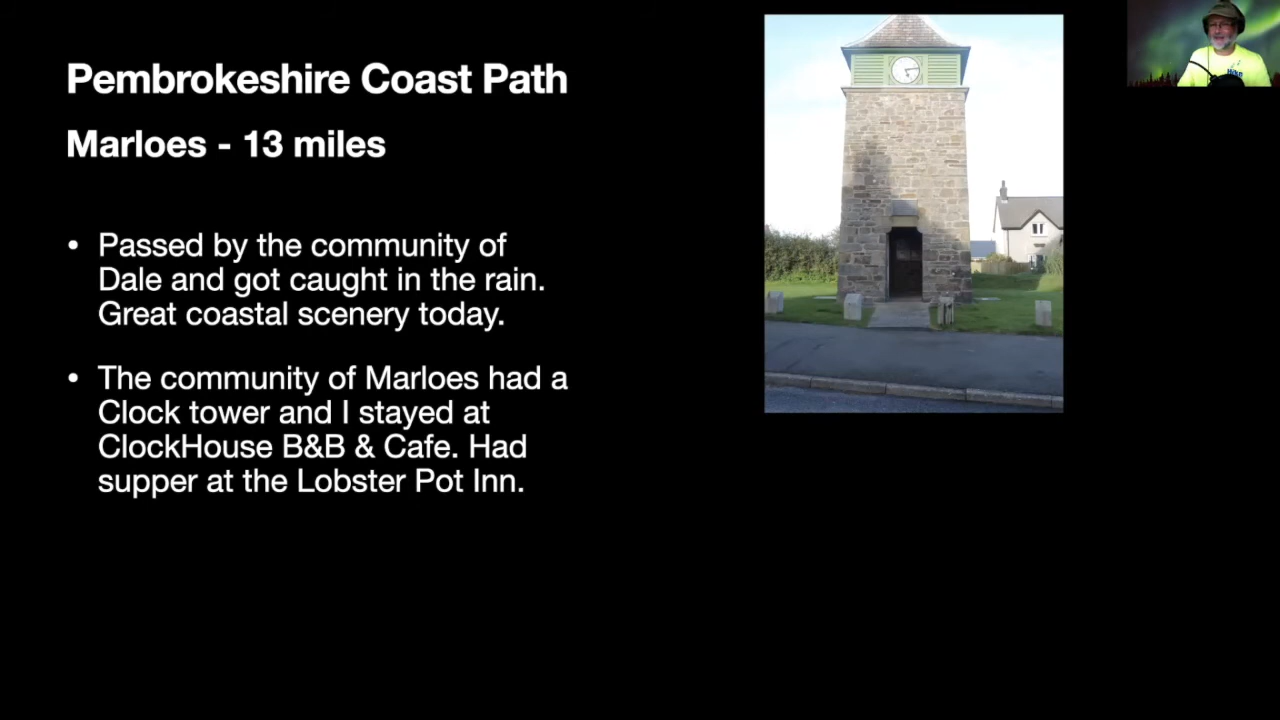 Pembrokeshire Coast Path
Marloes - 13 miles
• Passed by the community of
Dale and got caught in the rain.
Great coastal scenery today.
• The community of Marloes had a
Clock tower and I stayed at
ClockHouse B&B & Cafe. Had
supper at the Lobster Pot Inn.